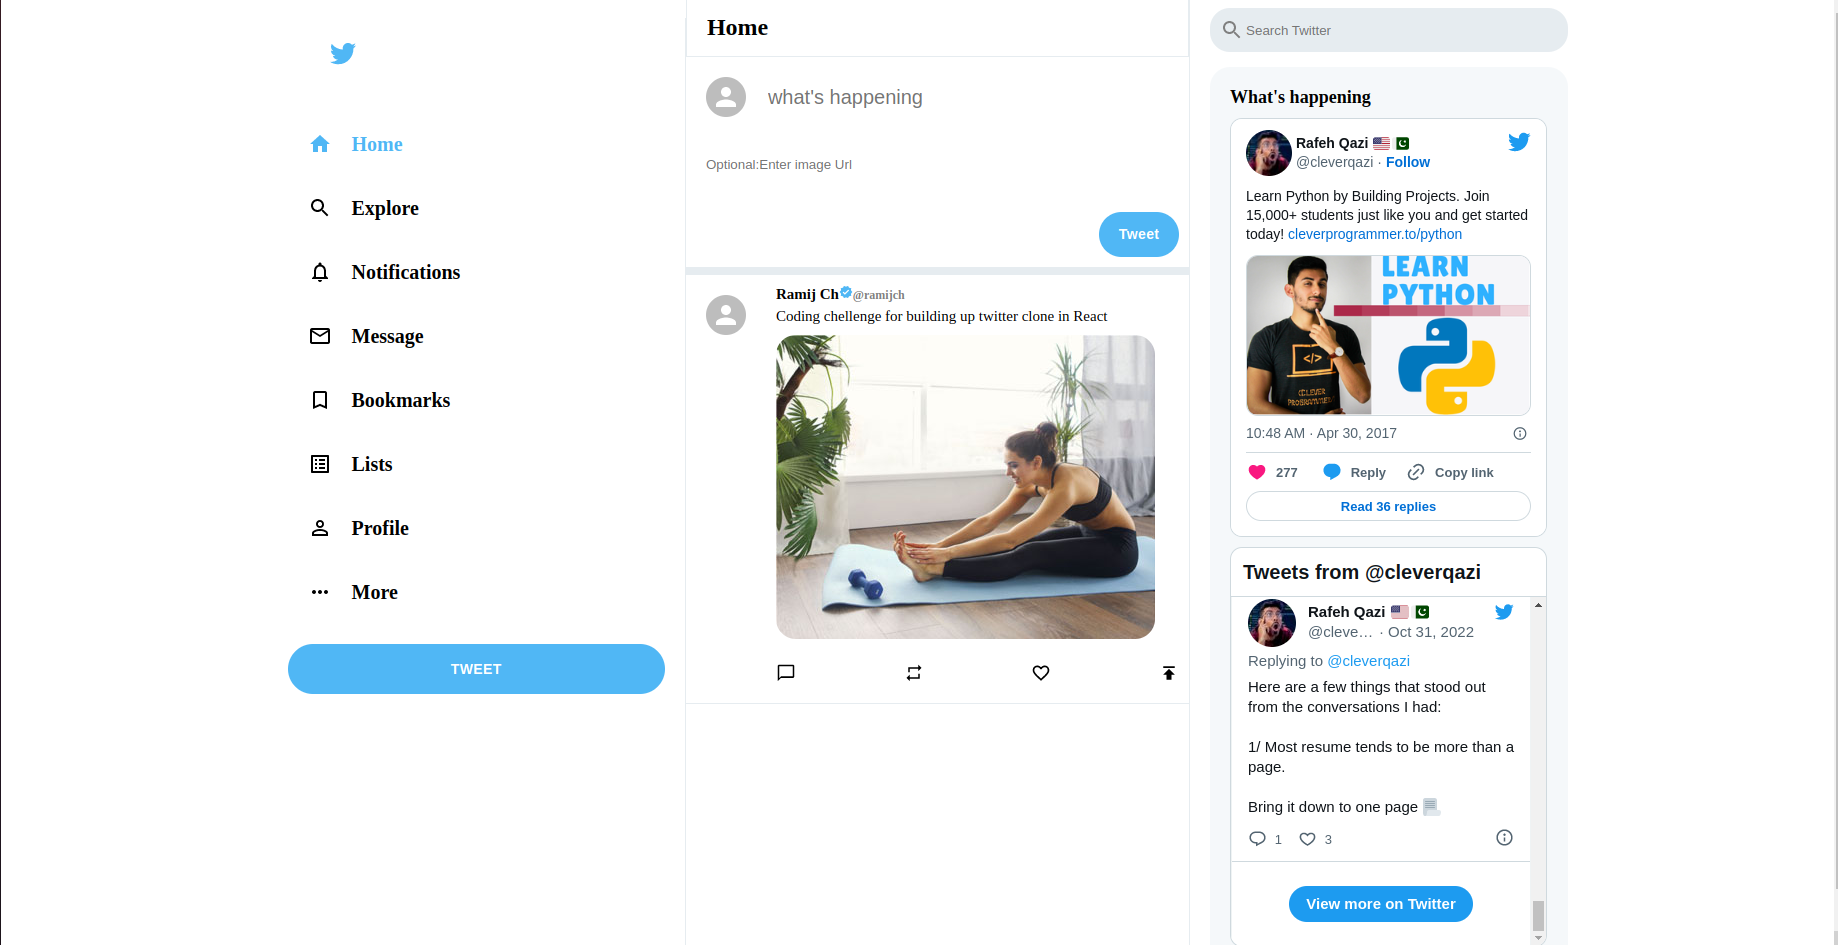 Home
Explore
Notifications
Message
Bookmarks
Lists
Profile
More
TWEET
Home
what's happening
Optional:Enter image Url
Tweet
Ramij Ch @ramijch
Coding chellenge for building up twitter clone in React
Search Twitter
What's happening
Rafeh Qazi
@cleverqazi · Follow
Learn Python by Building Projects. Join
15,000+ students just like you and get started
today! cleverprogrammer.to/python
LEARN
PYTHON
</>
CLEVER
PROGRAMMER
10:48 AM · Apr 30, 2017
277 Reply Copy link
Read 36 replies
Tweets from @cleverqazi
Rafeh Qazi
@cleve… · Oct 31, 2022
Replying to @cleverqazi
Here are a few things that stood out
from the conversations I had:
1/ Most resume tends to be more than a
page.
Bring it down to one page
1 3
View more on Twitter